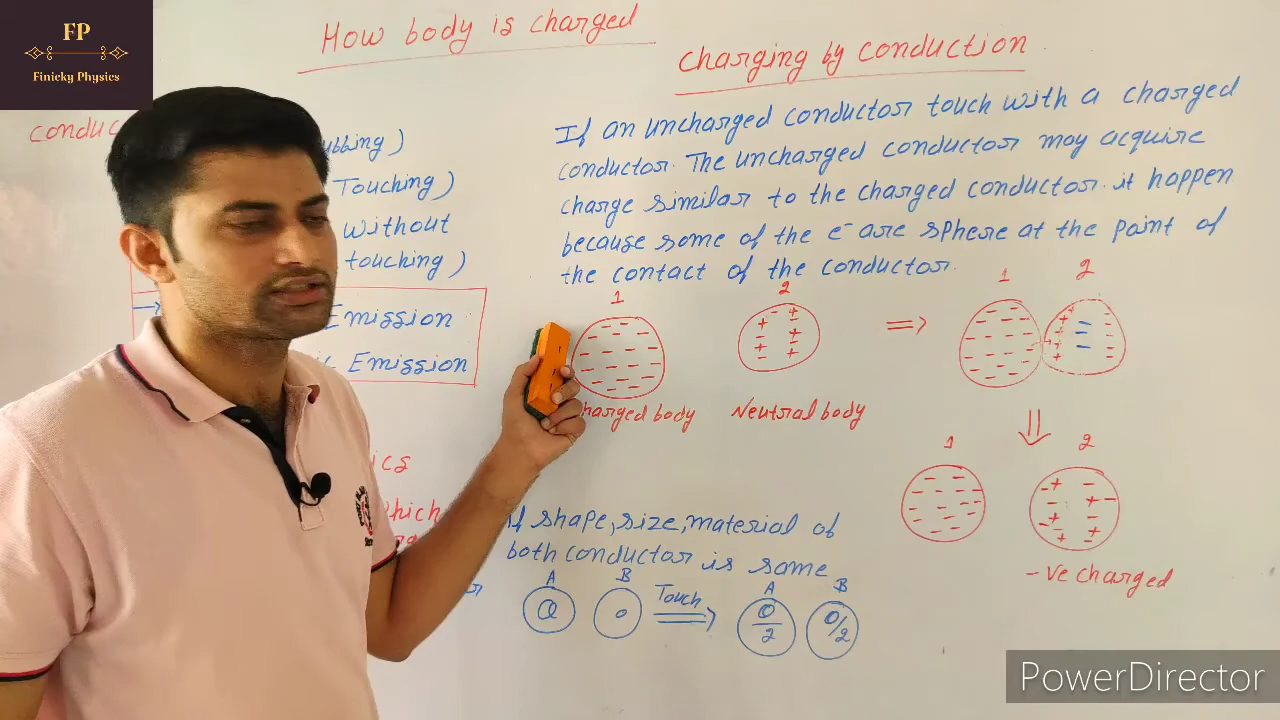 FP
Finicky Physics
How body is charged
Charging by conduction
conduc
ubbing)
Touching)
without
touching)
Emission
Emission
ics
which
If an uncharged conductor touch with a charged
conductor. The uncharged conductor may acquire
charge similar to the charged conductor. it happen
because some of the e⁻ are sphere at the point of
the contact of the conductor.
1 2
1 2
⇒
harged body Neutral body
⇓
1 2
-ve charged
If shape, size, material of
both conductor is same
A B Touch A B
Q 0 ⇒ Q/2 Q/2
PowerDirector